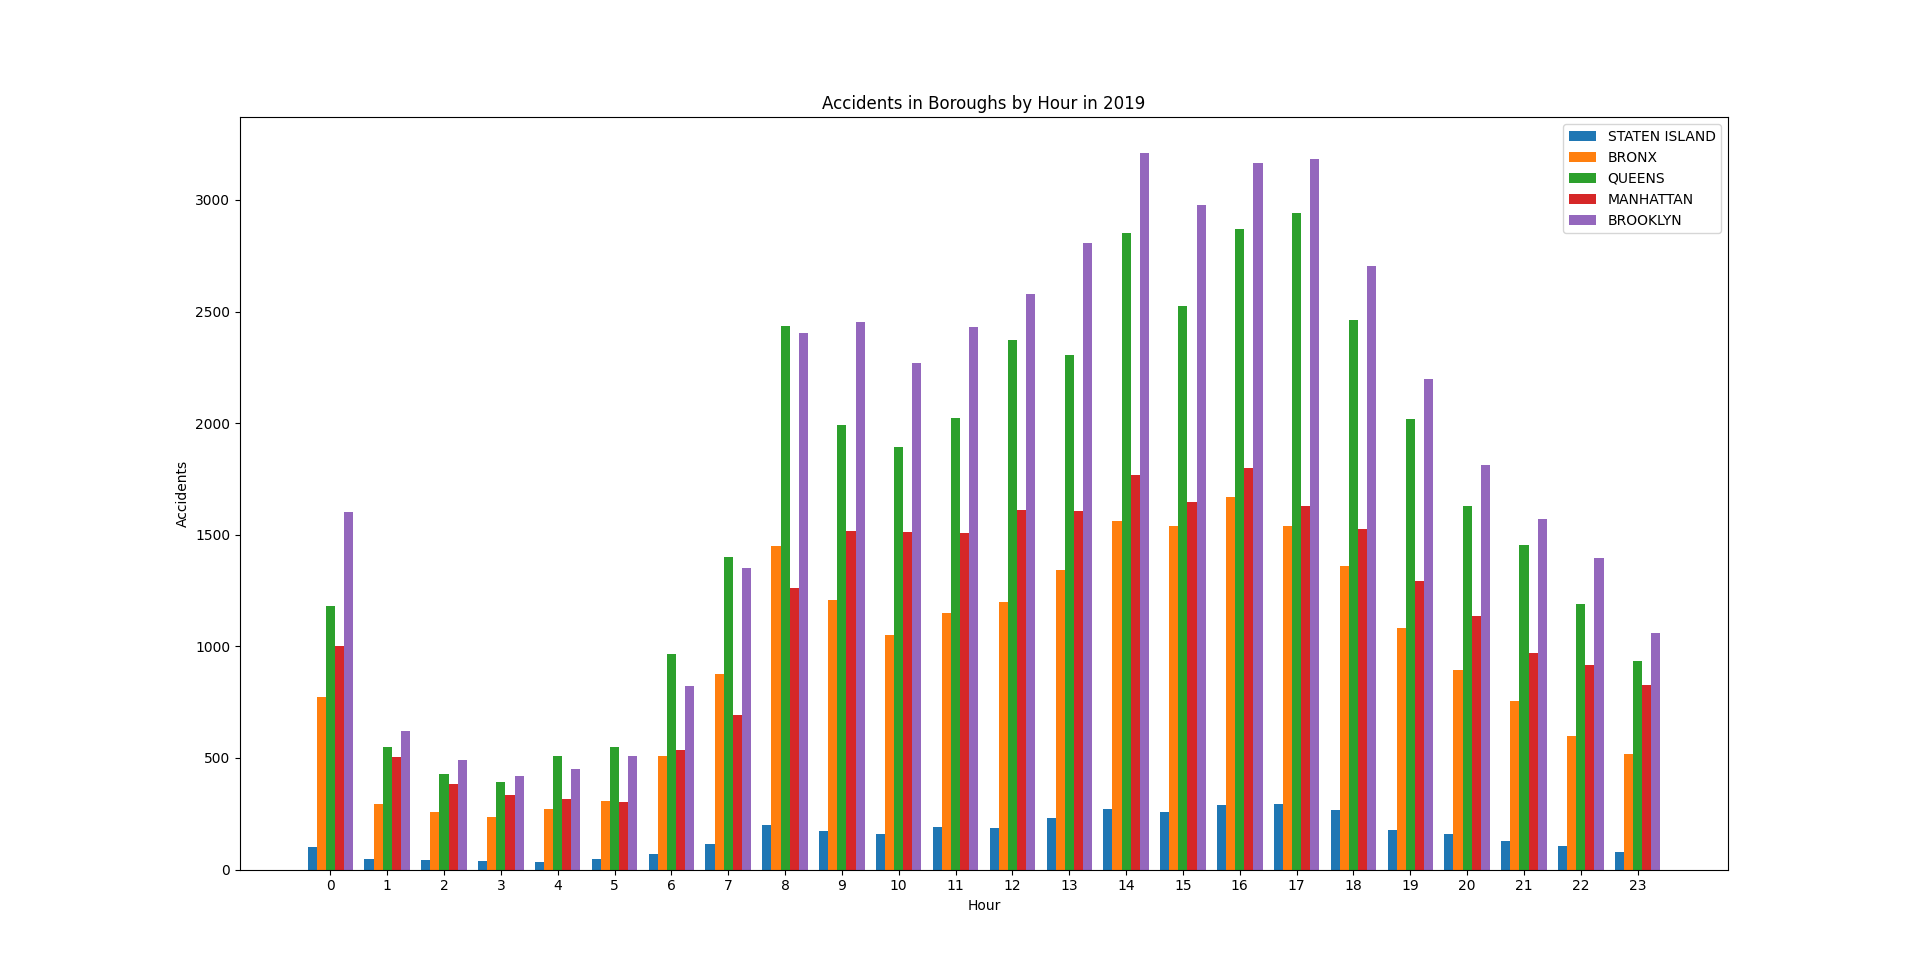 Accidents in Boroughs by Hour in 2019
STATEN ISLAND
BRONX
QUEENS
MANHATTAN
BROOKLYN
3000
2500
2000
1500
1000
500
0
Accidents
0 1 2 3 4 5 6 7 8 9 10 11 12 13 14 15 16 17 18 19 20 21 22 23
Hour